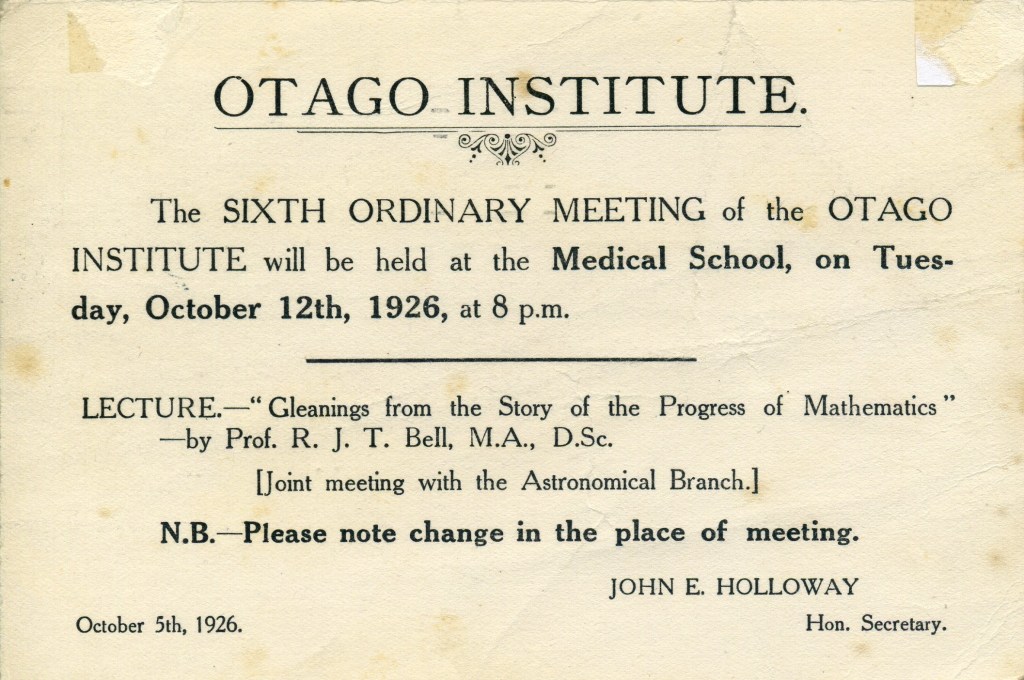 OTAGO INSTITUTE.
The SIXTH ORDINARY MEETING of the OTAGO
INSTITUTE will be held at the Medical School, on Tues-
day, October 12th, 1926, at 8 p.m.
LECTURE.—“ Gleanings from the Story of the Progress of Mathematics ”
—by Prof. R. J. T. Bell, M.A., D.Sc.
[Joint meeting with the Astronomical Branch.]
N.B.—Please note change in the place of meeting.
JOHN E. HOLLOWAY
October 5th, 1926. Hon. Secretary.